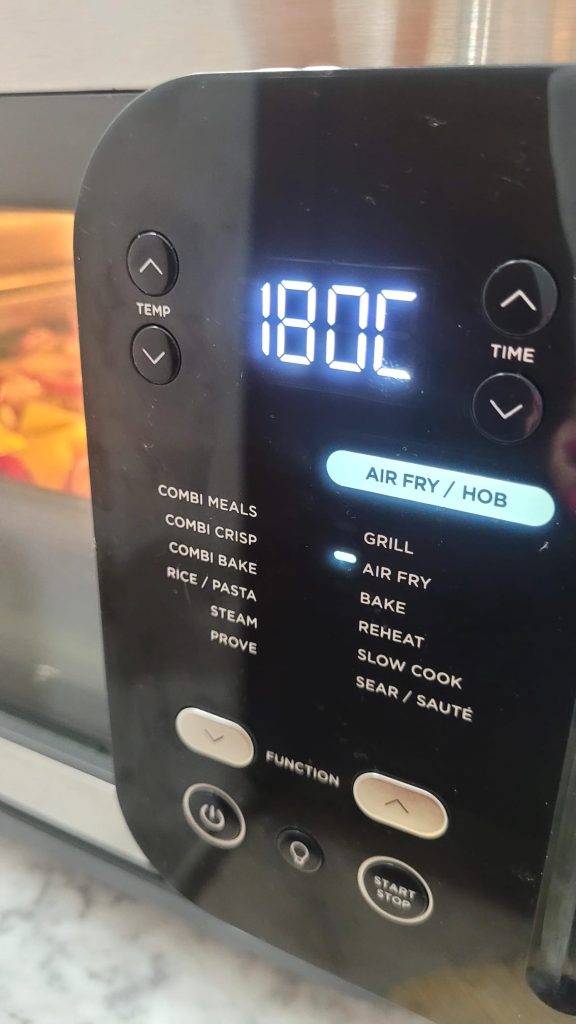 180C
TEMP
TIME
AIR FRY / HOB
COMBI MEALS
COMBI CRISP
COMBI BAKE
RICE / PASTA
STEAM
PROVE
GRILL
AIR FRY
BAKE
REHEAT
SLOW COOK
SEAR / SAUTÉ
FUNCTION
START
STOP